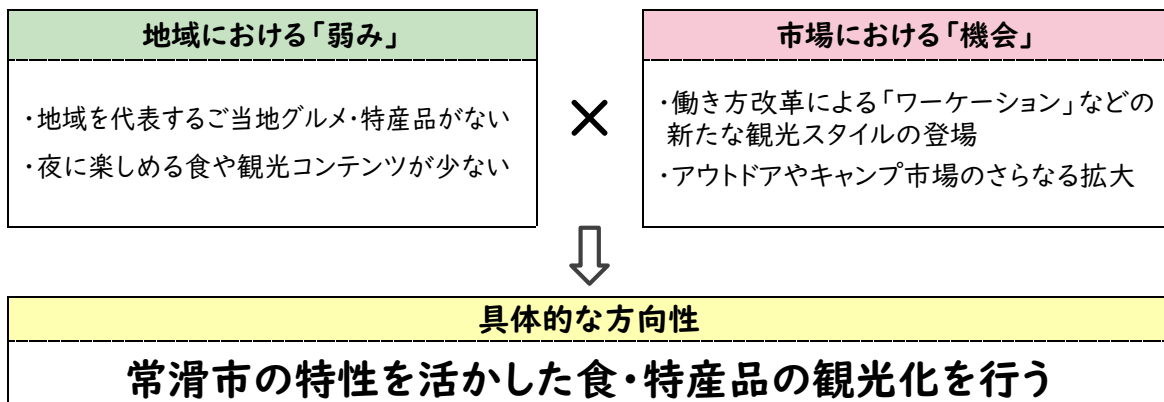 地域における「弱み」
・地域を代表するご当地グルメ・特産品がない
・夜に楽しめる食や観光コンテンツが少ない
×
市場における「機会」
・働き方改革による「ワーケーション」などの
新たな観光スタイルの登場
・アウトドアやキャンプ市場のさらなる拡大
具体的な方向性
常滑市の特性を活かした食・特産品の観光化を行う